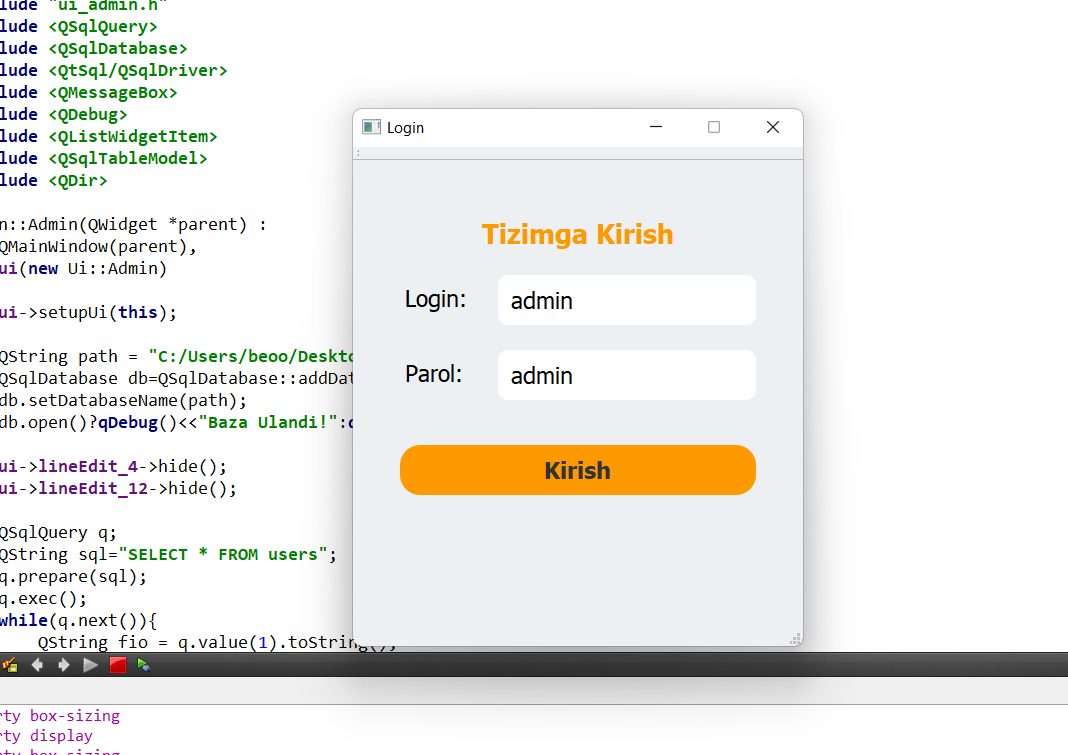 lude "ui_admin.h"
lude <QSqlQuery>
lude <QSqlDatabase>
lude <QtSql/QSqlDriver>
lude <QMessageBox>
lude <QDebug>
lude <QListWidgetItem>
lude <QSqlTableModel>
lude <QDir>
n::Admin(QWidget *parent) :
QMainWindow(parent),
ui(new Ui::Admin)
ui->setupUi(this);
QString path = "C:/Users/beoo/Deskto
QSqlDatabase db=QSqlDatabase::addDat
db.setDatabaseName(path);
db.open()?qDebug()<<"Baza Ulandi!":
ui->lineEdit_4->hide();
ui->lineEdit_12->hide();
QSqlQuery q;
QString sql="SELECT * FROM users";
q.prepare(sql);
q.exec();
while(q.next()){
QString fio = q.value(1).toString();
Login
Tizimga Kirish
Login: admin
Parol: admin
Kirish
rty box-sizing
rty display
rty box-sizing